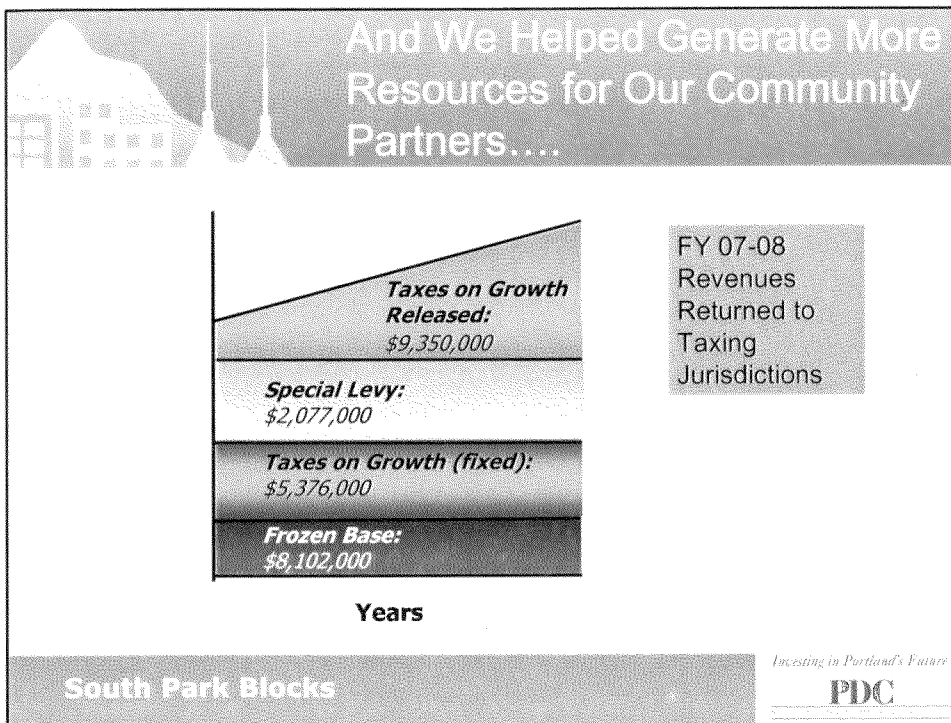 And We Helped Generate More
Resources for Our Community
Partners....
Taxes on Growth
Released:
$9,350,000
Special Levy:
$2,077,000
Taxes on Growth (fixed):
$5,376,000
Frozen Base:
$8,102,000
Years
FY 07-08
Revenues
Returned to
Taxing
Jurisdictions
South Park Blocks
Investing in Portland's Future
PDC